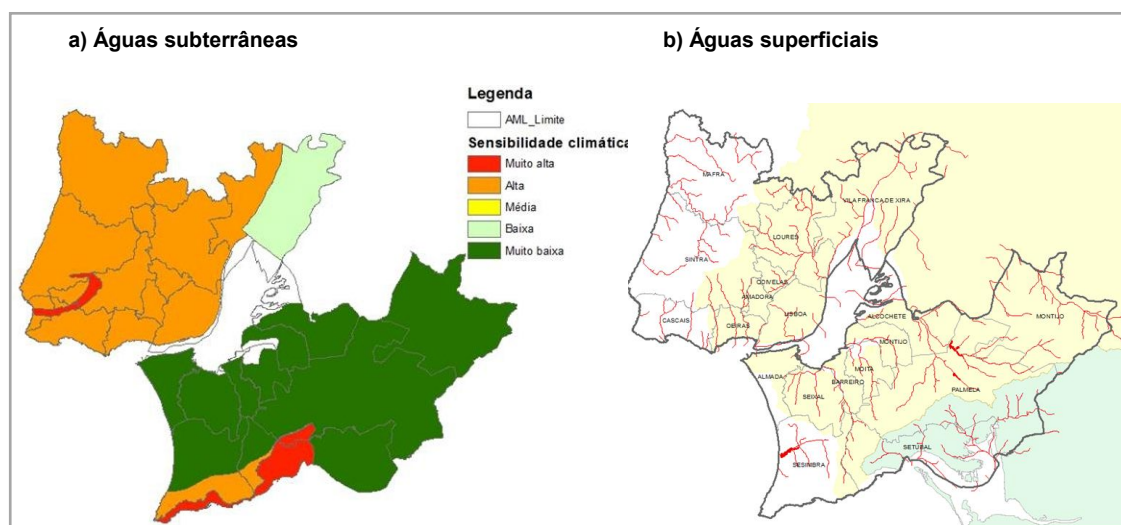 a) Águas subterrâneas
b) Águas superficiais
Legenda
AML_Limite
Sensibilidade climática
Muito alta
Alta
Média
Baixa
Muito baixa
MAFRA
VILA FRANCA DE XIRA
LOURES
SINTRA
ODIVELAS
AMADORA
LISBOA
CASCAIS
OEIRAS
ALCOCHETE
MONTIJO
MONTIJO
ALMADA
MOITA
BARREIRO
SEIXAL
PALMELA
SETÚBAL
SESIMBRA